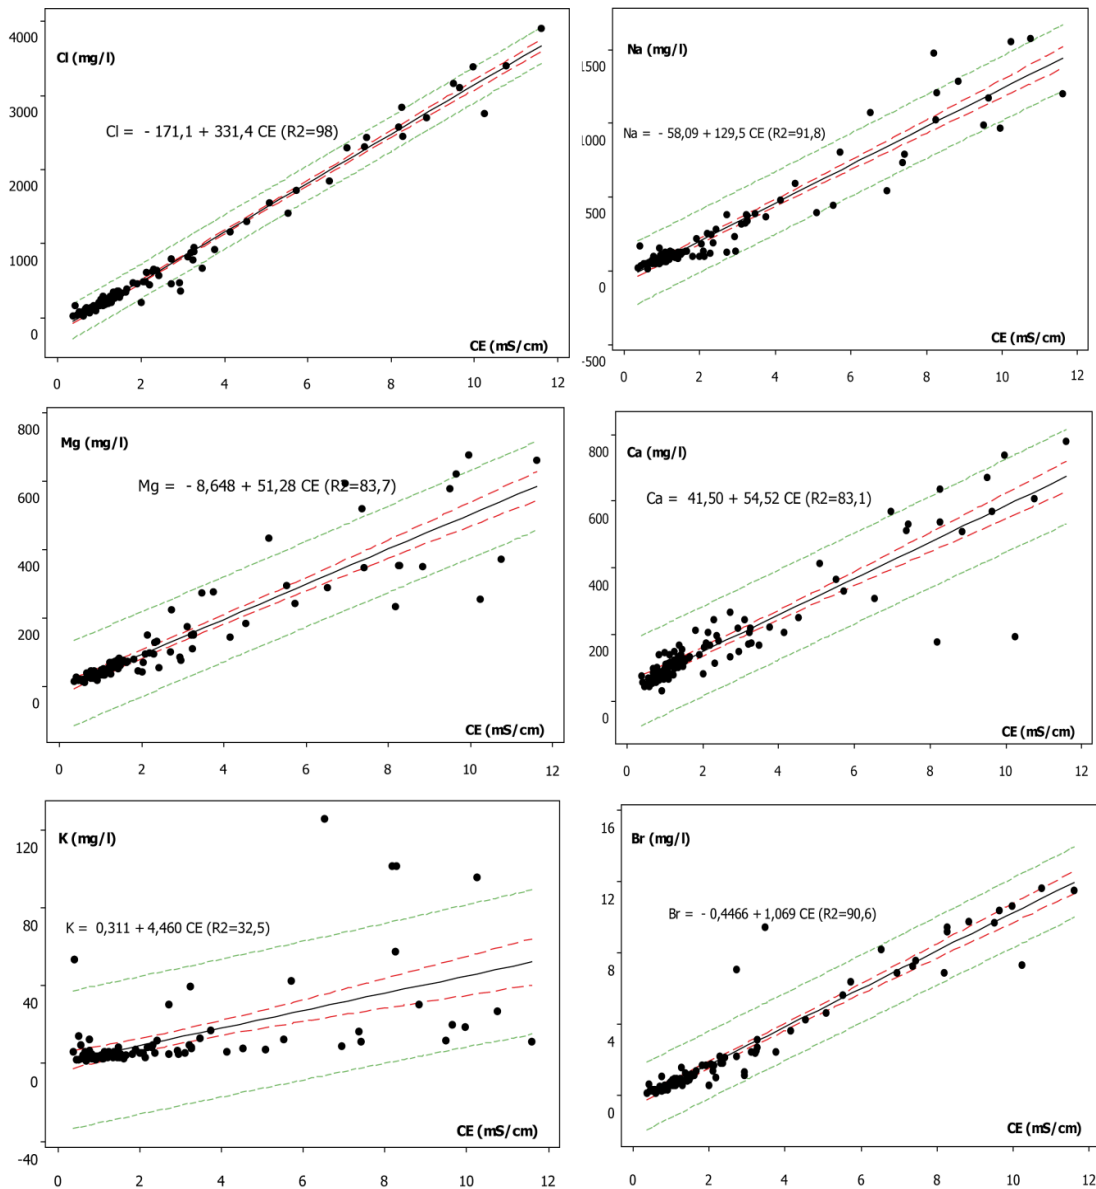 4000
Cl (mg/l)
3000
Cl = - 171,1 + 331,4 CE (R2=98)
2000
1000
0
CE (mS/cm)
0 2 4 6 8 10 12
Na (mg/l)
1500
1000
Na = - 58,09 + 129,5 CE (R2=91,8)
500
0
CE (mS/cm)
-500
0 2 4 6 8 10 12
800
Mg (mg/l)
600
Mg = - 8,648 + 51,28 CE (R2=83,7)
400
200
0
CE (mS/cm)
0 2 4 6 8 10 12
800
Ca (mg/l)
Ca = 41,50 + 54,52 CE (R2=83,1)
600
400
200
0
CE (mS/cm)
0 2 4 6 8 10 12
120
K (mg/l)
80
K = 0,311 + 4,460 CE (R2=32,5)
40
0
CE (mS/cm)
-40
0 2 4 6 8 10 12
16
Br (mg/l)
12
Br = - 0,4466 + 1,069 CE (R2=90,6)
8
4
0
CE (mS/cm)
0 2 4 6 8 10 12